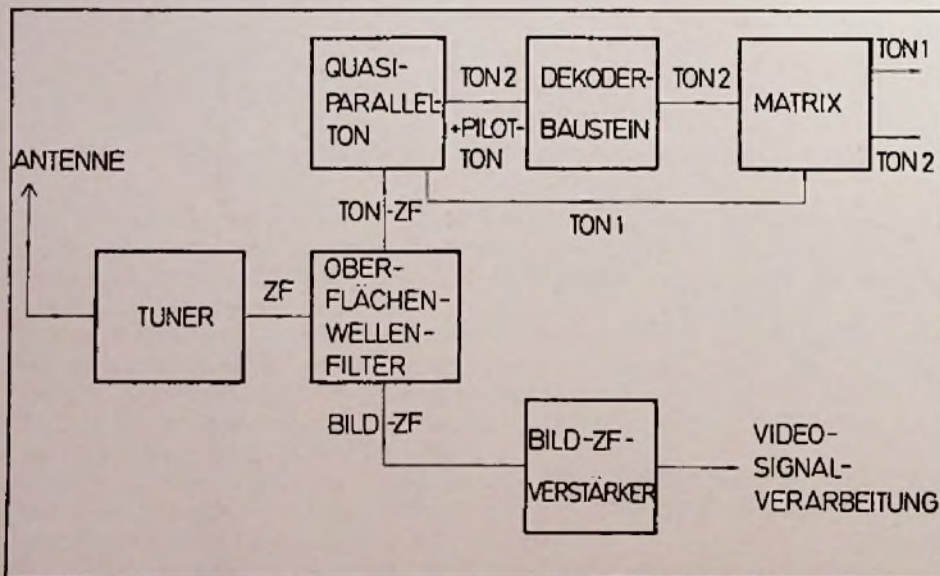 QUASI-
PARALLEL-
TON
TON 2
+PILOT-
TON
DEKODER-
BAUSTEIN
TON 2
MATRIX
TON 1
TON 2
ANTENNE
TON-ZF
TON 1
TUNER
ZF
OBER-
FLÄCHEN-
WELLEN-
FILTER
BILD-ZF
BILD-ZF-
VERSTÄRKER
VIDEO-
SIGNAL-
VERARBEITUNG